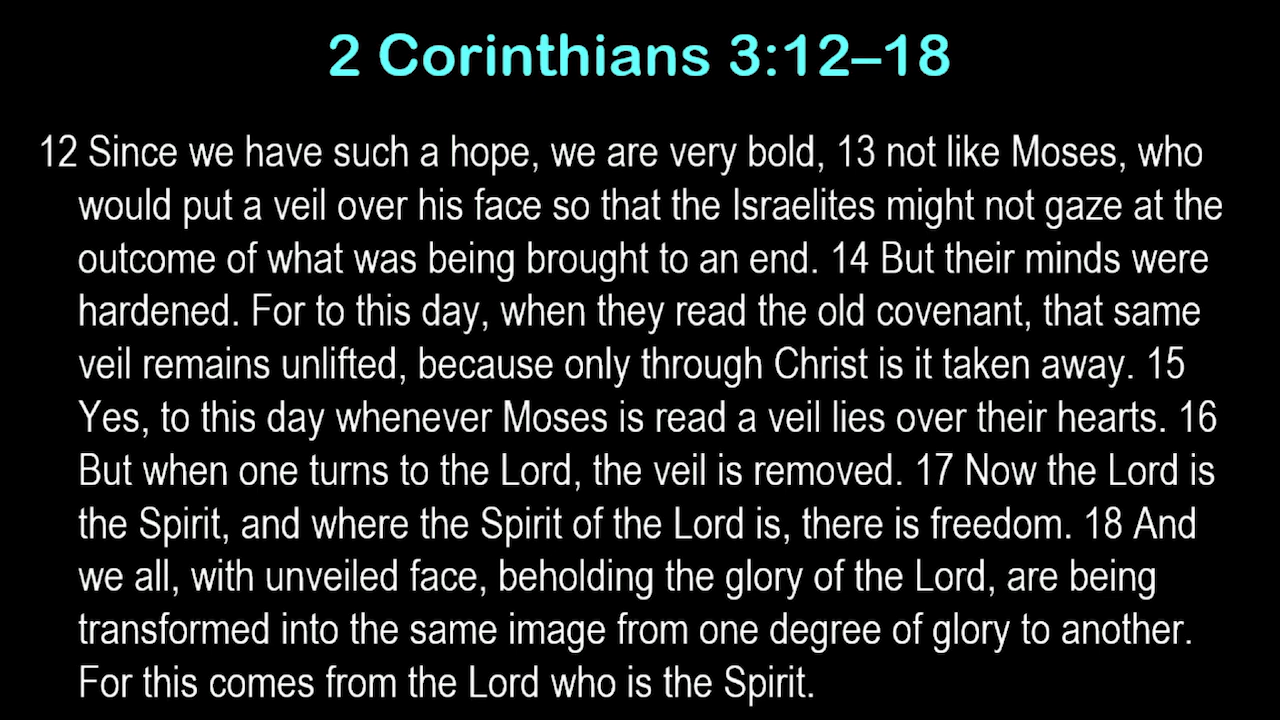 2 Corinthians 3:12–18
12 Since we have such a hope, we are very bold, 13 not like Moses, who
would put a veil over his face so that the Israelites might not gaze at the
outcome of what was being brought to an end. 14 But their minds were
hardened. For to this day, when they read the old covenant, that same
veil remains unlifted, because only through Christ is it taken away. 15
Yes, to this day whenever Moses is read a veil lies over their hearts. 16
But when one turns to the Lord, the veil is removed. 17 Now the Lord is
the Spirit, and where the Spirit of the Lord is, there is freedom. 18 And
we all, with unveiled face, beholding the glory of the Lord, are being
transformed into the same image from one degree of glory to another.
For this comes from the Lord who is the Spirit.